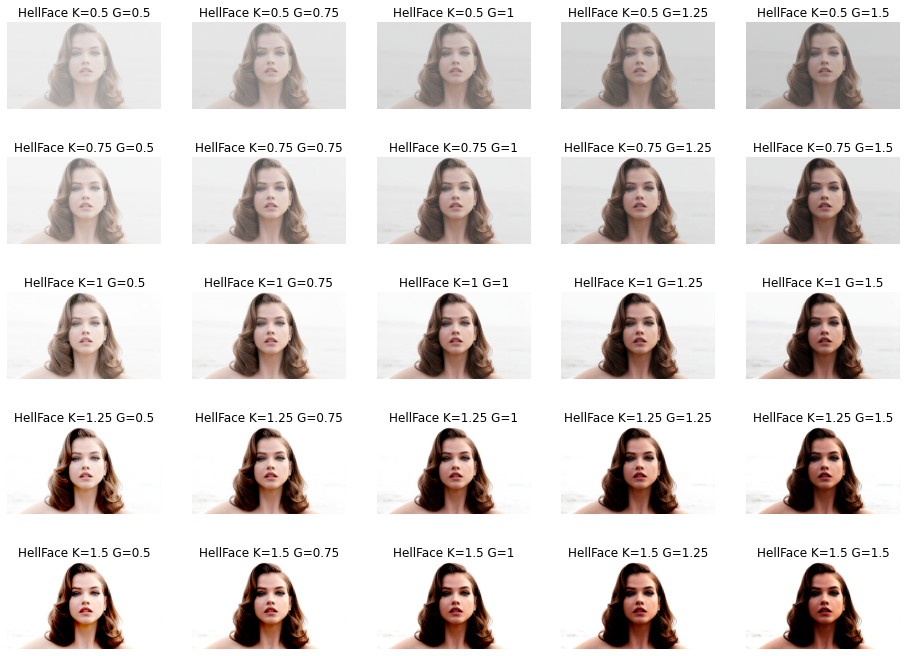 HellFace K=0.5 G=0.5
HellFace K=0.5 G=0.75
HellFace K=0.5 G=1
HellFace K=0.5 G=1.25
HellFace K=0.5 G=1.5
HellFace K=0.75 G=0.5
HellFace K=0.75 G=0.75
HellFace K=0.75 G=1
HellFace K=0.75 G=1.25
HellFace K=0.75 G=1.5
HellFace K=1 G=0.5
HellFace K=1 G=0.75
HellFace K=1 G=1
HellFace K=1 G=1.25
HellFace K=1 G=1.5
HellFace K=1.25 G=0.5
HellFace K=1.25 G=0.75
HellFace K=1.25 G=1
HellFace K=1.25 G=1.25
HellFace K=1.25 G=1.5
HellFace K=1.5 G=0.5
HellFace K=1.5 G=0.75
HellFace K=1.5 G=1
HellFace K=1.5 G=1.25
HellFace K=1.5 G=1.5